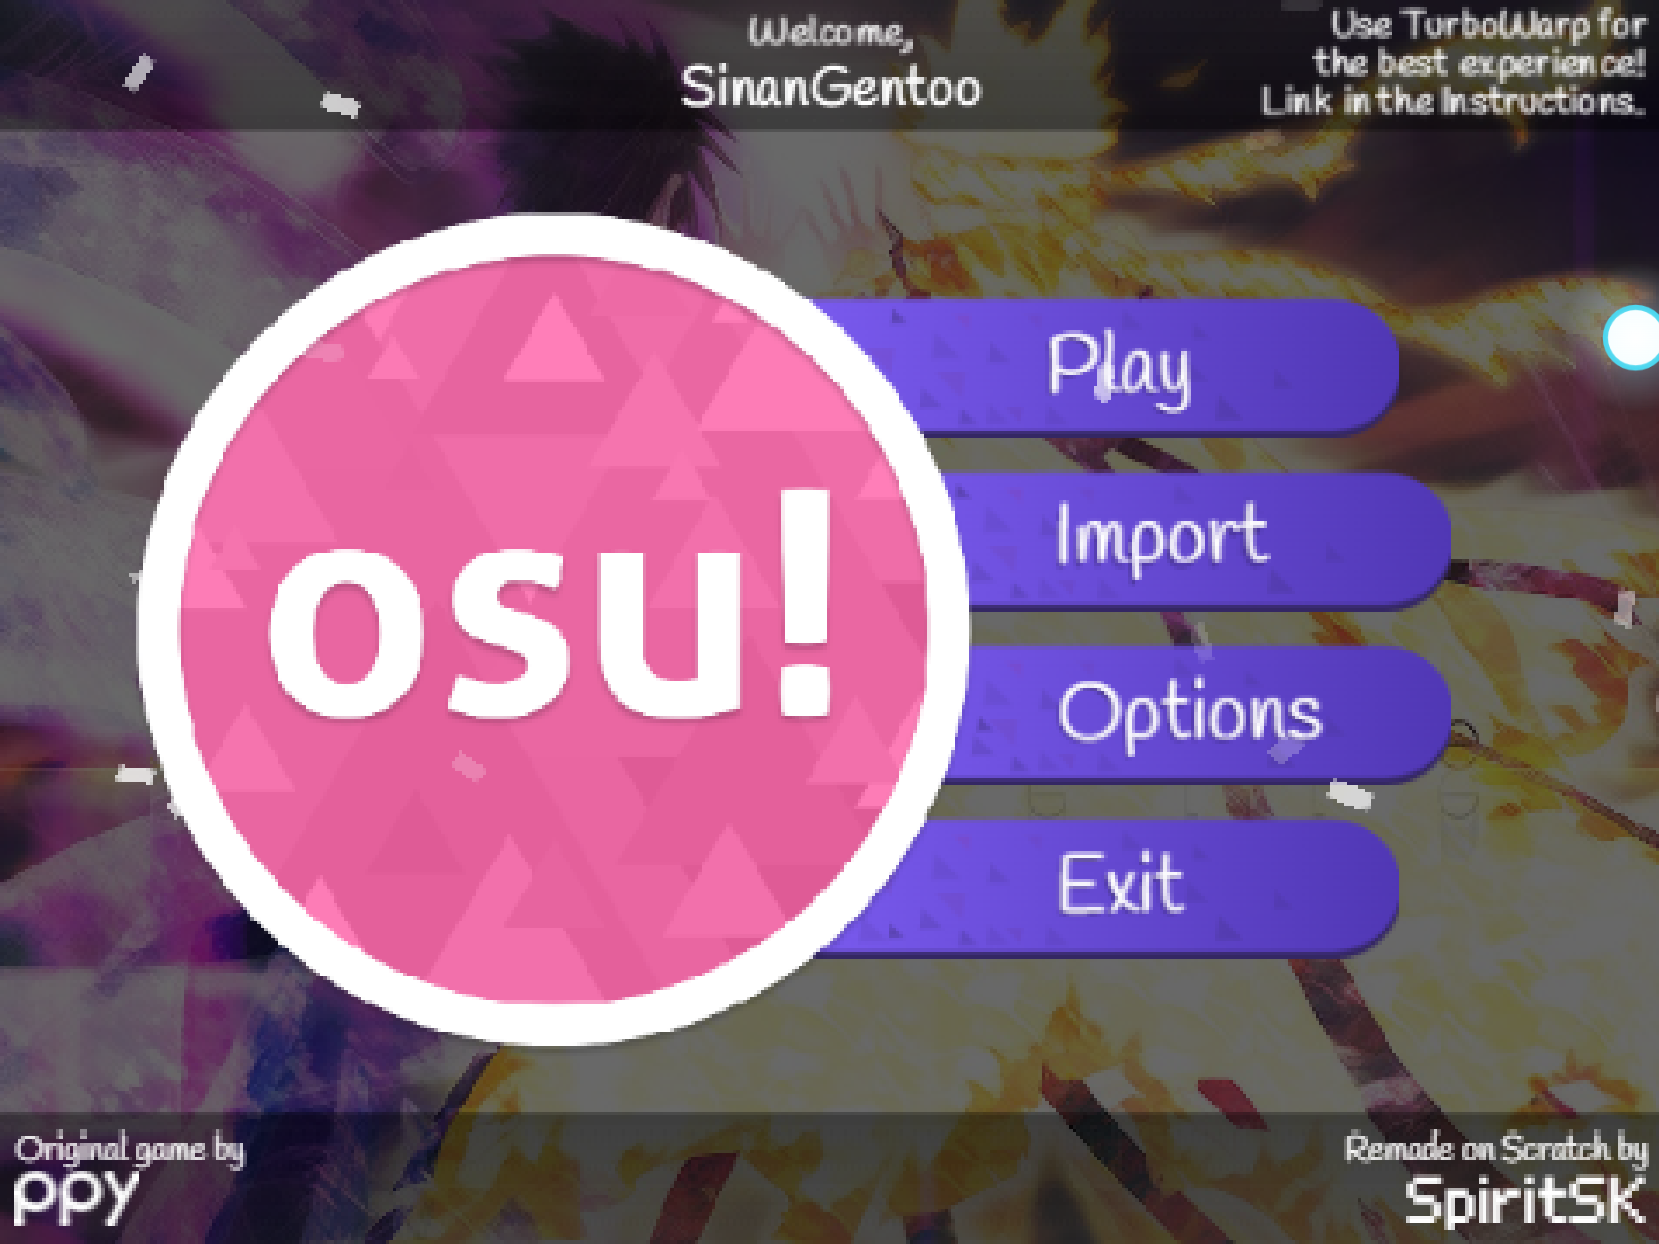 Welcome,
SinanGentoo
Use TurboWarp for
the best experience!
Link in the Instructions.
osu!
Play
Import
Options
Exit
Original game by
ppy
Remade on Scratch by
SpiritSK